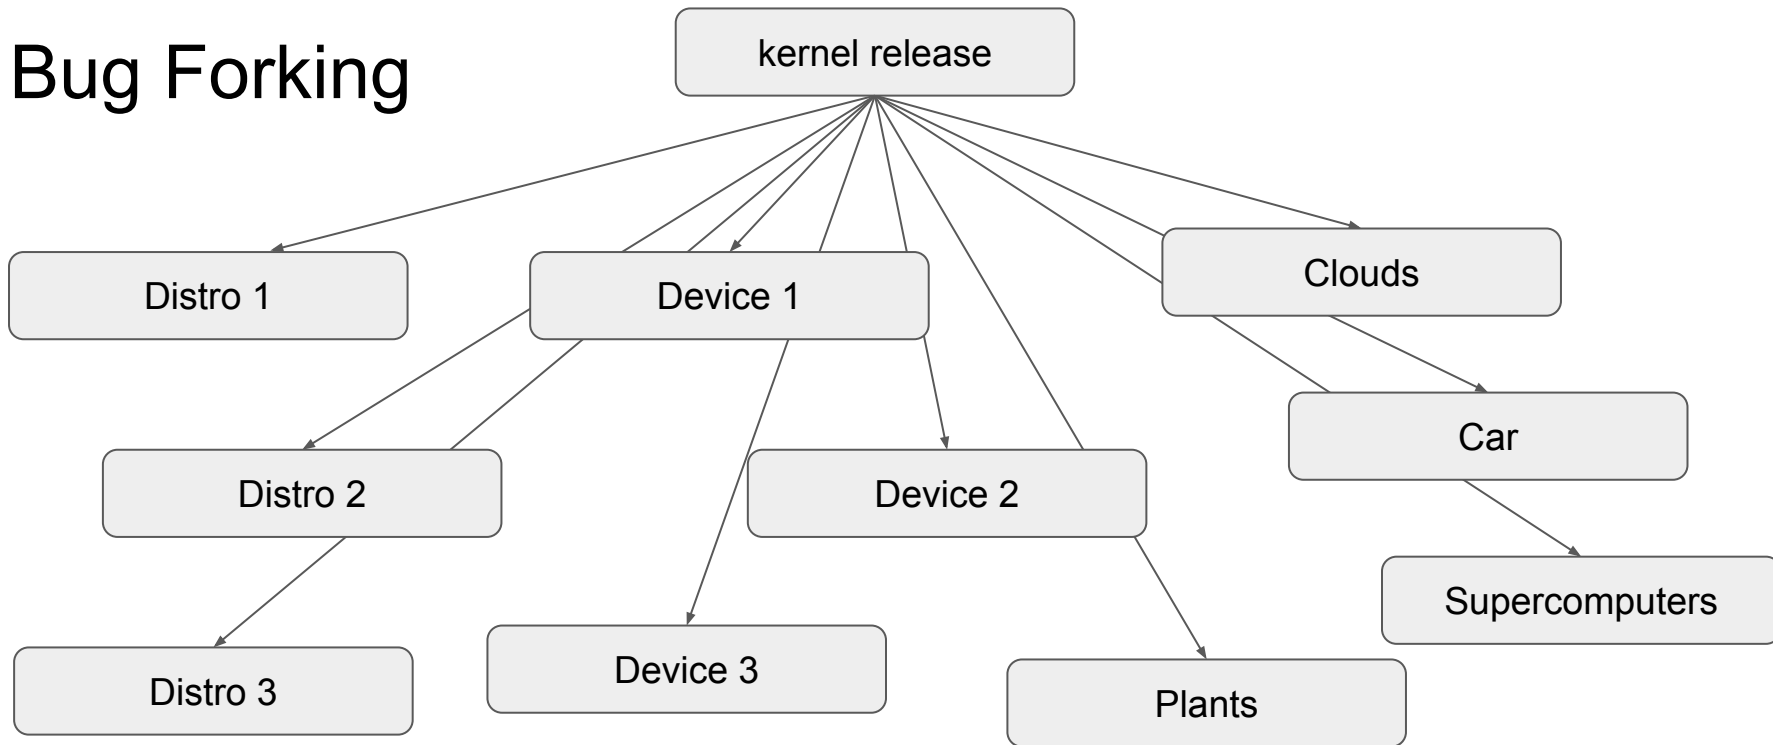 Bug Forking
kernel release
Distro 1
Device 1
Clouds
Car
Distro 2
Device 2
Supercomputers
Distro 3
Device 3
Plants